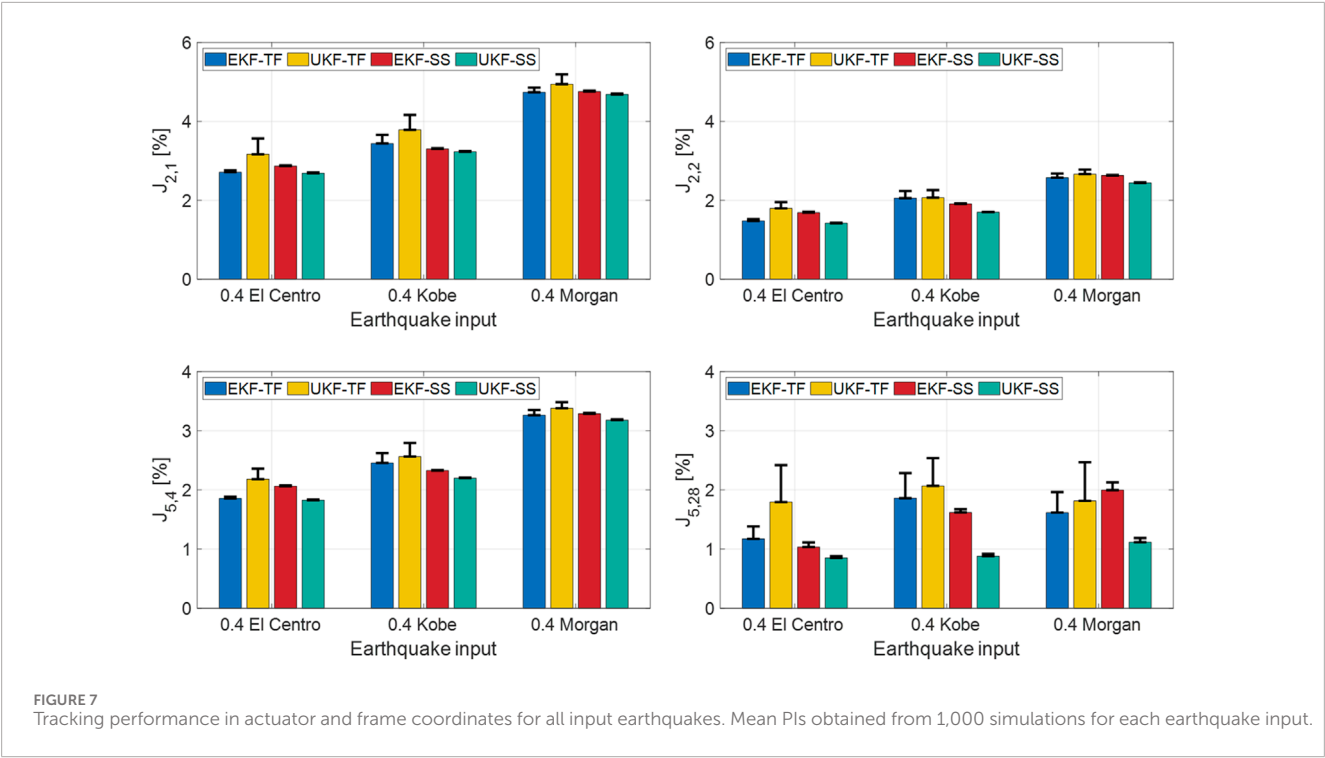 6
4
2
0
J2,1 [%]
EKF-TF UKF-TF EKF-SS UKF-SS
0.4 El Centro 0.4 Kobe 0.4 Morgan
Earthquake input
6
4
2
0
J2,2 [%]
EKF-TF UKF-TF EKF-SS UKF-SS
0.4 El Centro 0.4 Kobe 0.4 Morgan
Earthquake input
4
3
2
1
0
J5,4 [%]
EKF-TF UKF-TF EKF-SS UKF-SS
0.4 El Centro 0.4 Kobe 0.4 Morgan
Earthquake input
4
3
2
1
0
J5,28 [%]
EKF-TF UKF-TF EKF-SS UKF-SS
0.4 El Centro 0.4 Kobe 0.4 Morgan
Earthquake input
FIGURE 7
Tracking performance in actuator and frame coordinates for all input earthquakes. Mean PIs obtained from 1,000 simulations for each earthquake input.